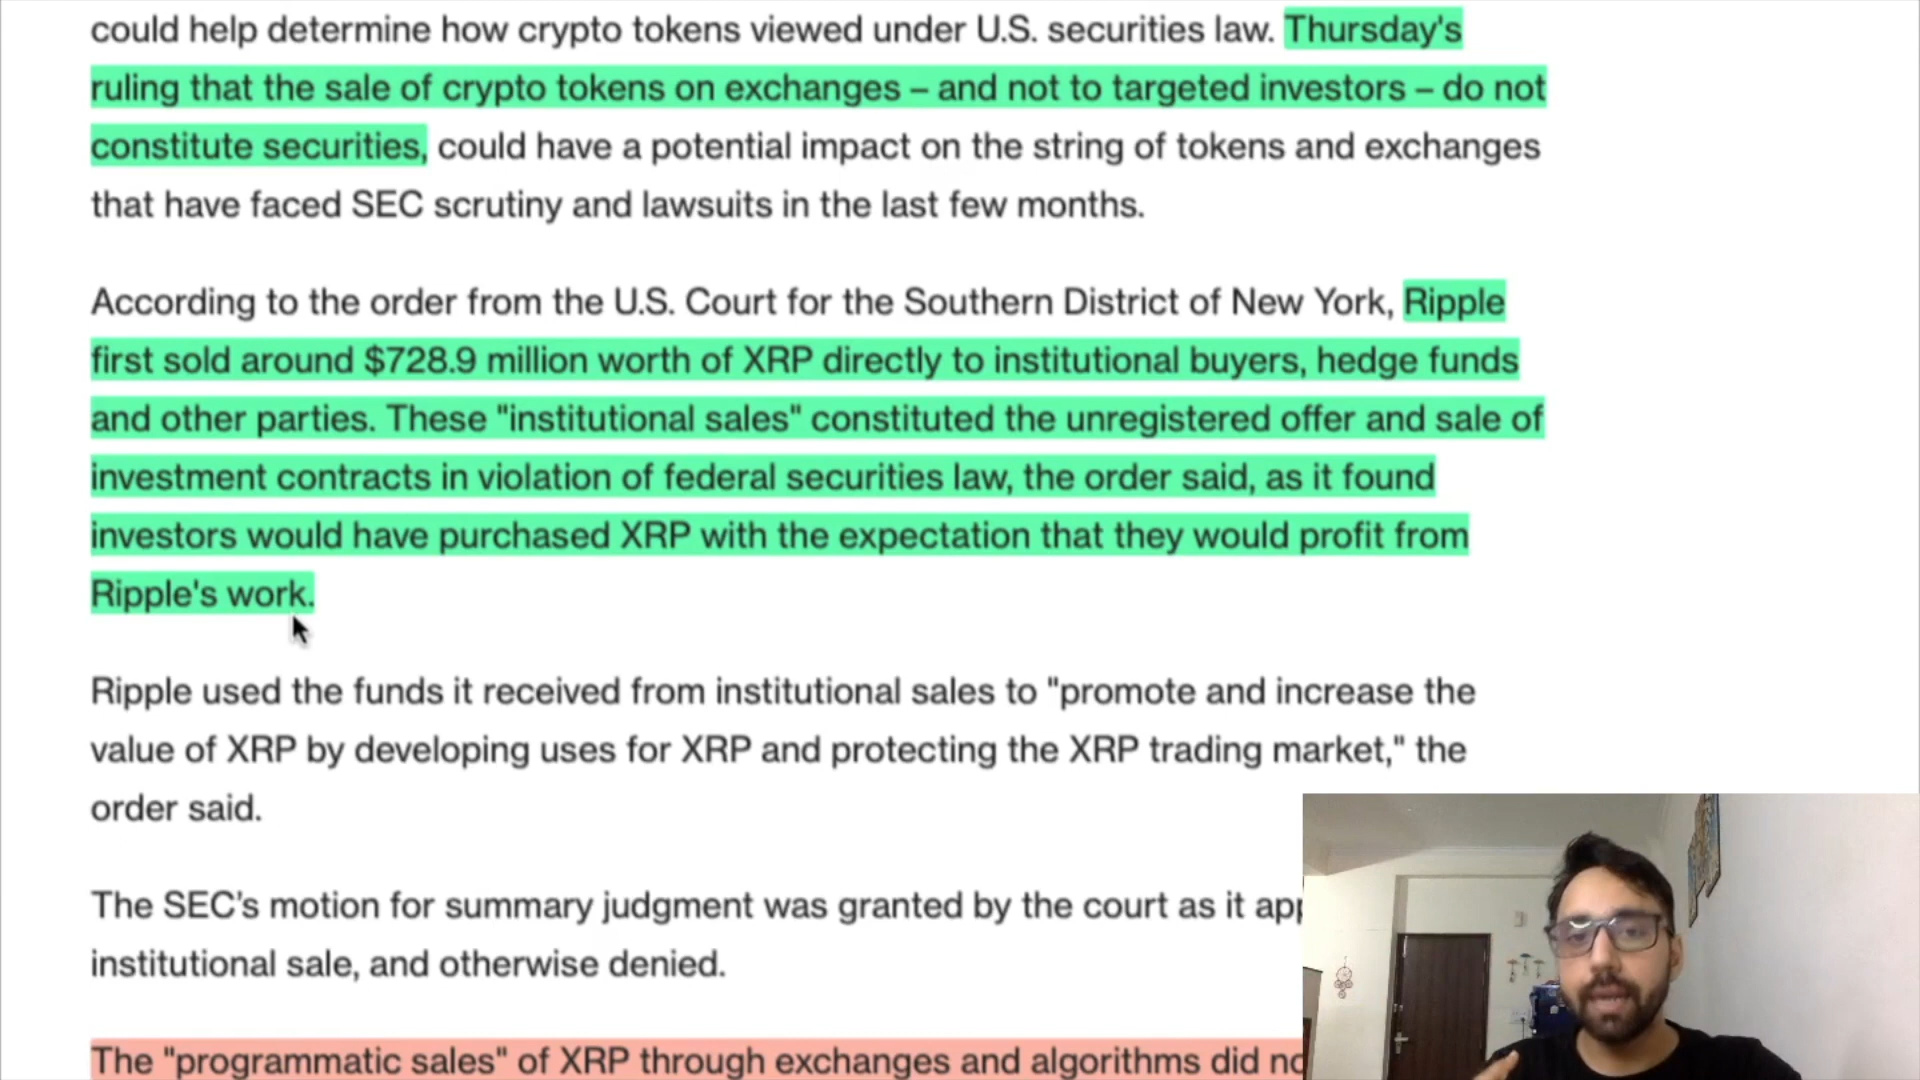 could help determine how crypto tokens viewed under U.S. securities law. Thursday's
ruling that the sale of crypto tokens on exchanges – and not to targeted investors – do not
constitute securities, could have a potential impact on the string of tokens and exchanges
that have faced SEC scrutiny and lawsuits in the last few months.
According to the order from the U.S. Court for the Southern District of New York, Ripple
first sold around $728.9 million worth of XRP directly to institutional buyers, hedge funds
and other parties. These "institutional sales" constituted the unregistered offer and sale of
investment contracts in violation of federal securities law, the order said, as it found
investors would have purchased XRP with the expectation that they would profit from
Ripple's work.
Ripple used the funds it received from institutional sales to "promote and increase the
value of XRP by developing uses for XRP and protecting the XRP trading market," the
order said.
The SEC’s motion for summary judgment was granted by the court as it
institutional sale, and otherwise denied.
The "programmatic sales" of XRP through exchanges and algorithms did